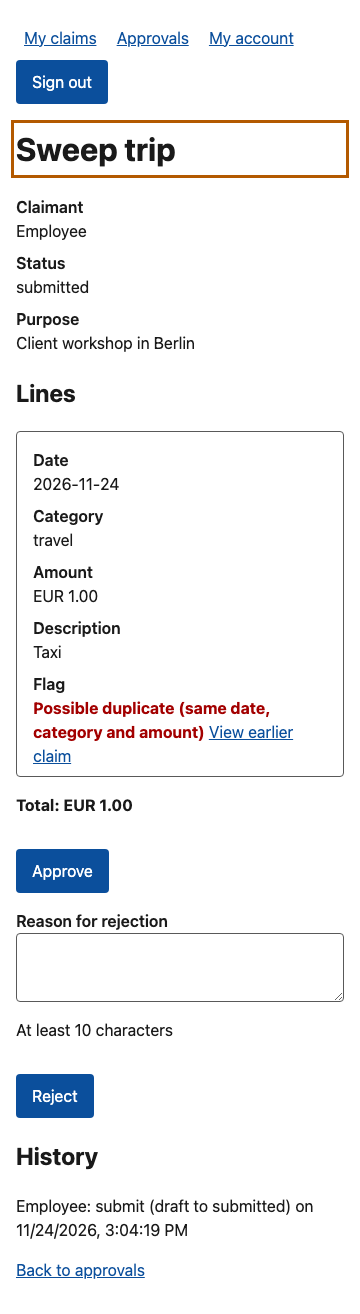 My claims Approvals My account
Sign out
Sweep trip
Claimant
Employee
Status
submitted
Purpose
Client workshop in Berlin
Lines
Date
2026-11-24
Category
travel
Amount
EUR 1.00
Description
Taxi
Flag
Possible duplicate (same date,
category and amount) View earlier
claim
Total: EUR 1.00
Approve
Reason for rejection
At least 10 characters
Reject
History
Employee: submit (draft to submitted) on
11/24/2026, 3:04:19 PM
Back to approvals